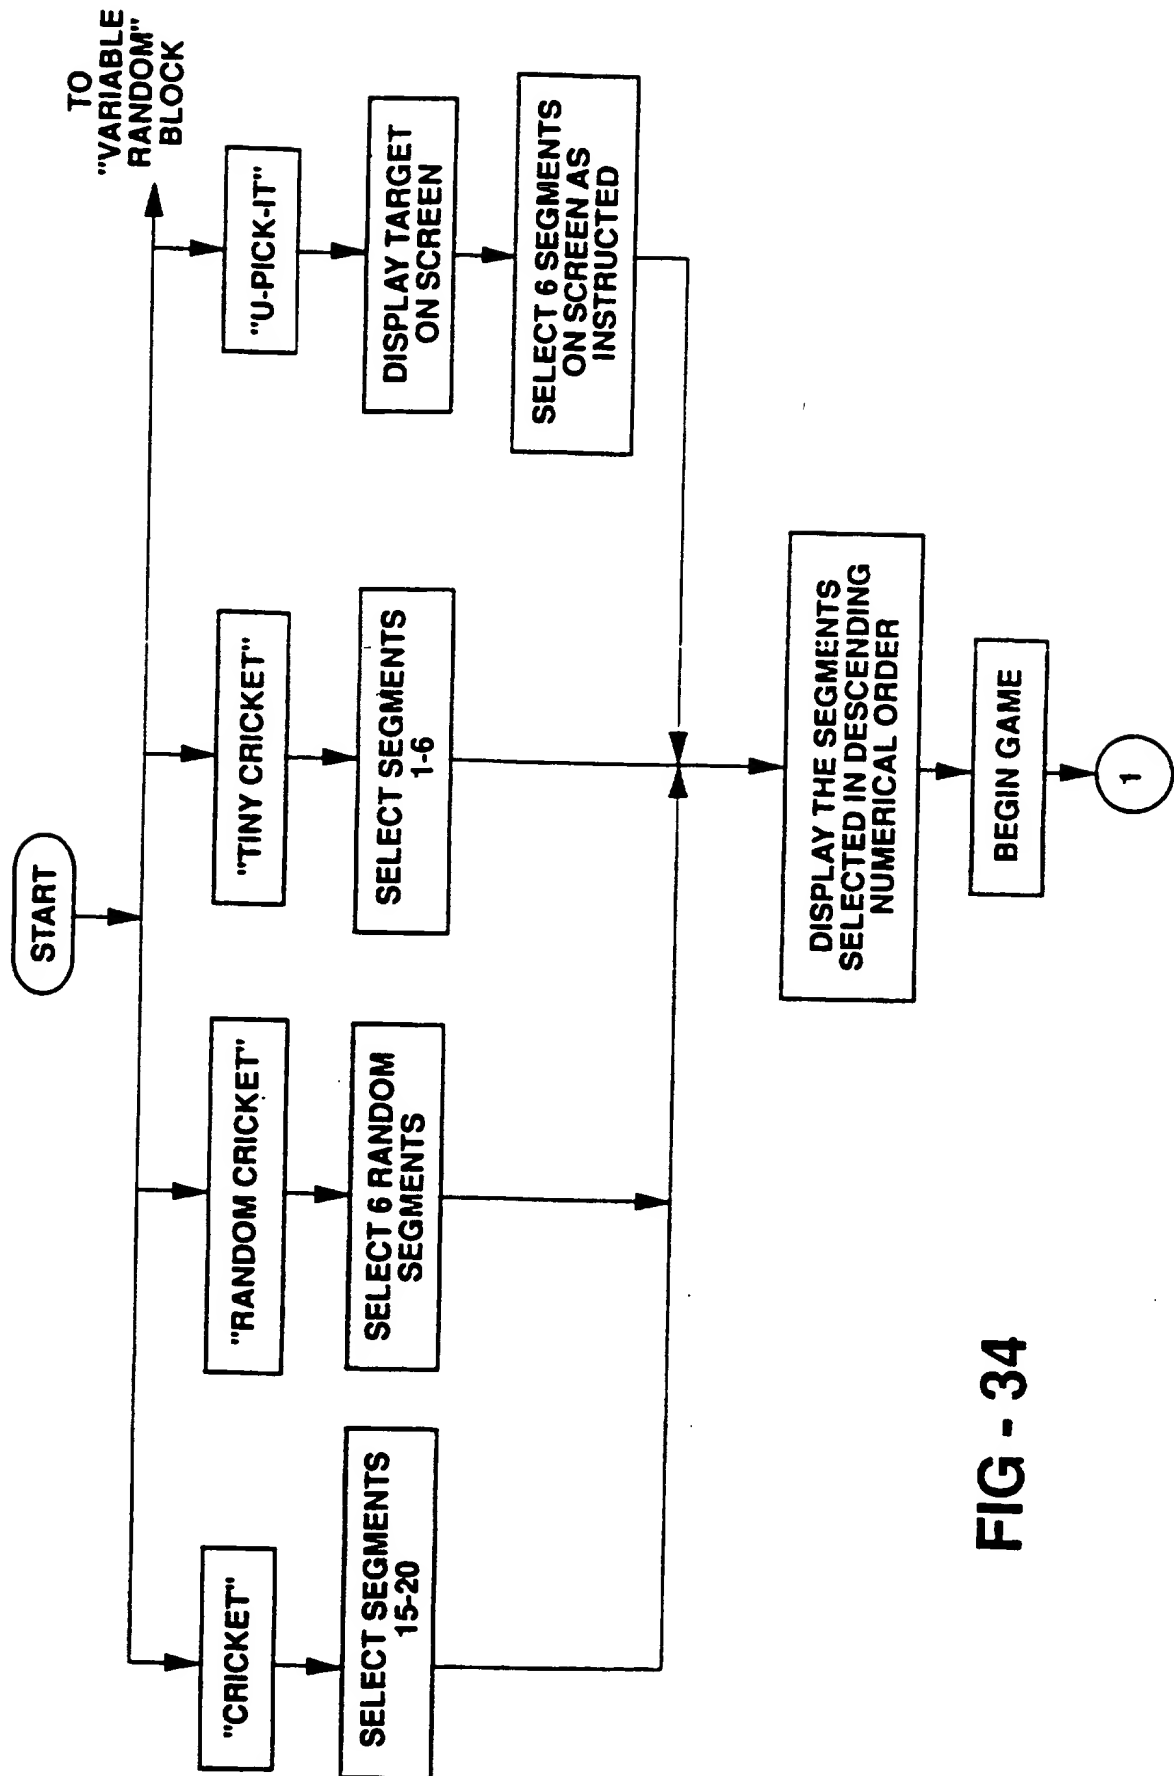 START
TO
"VARIABLE
RANDOM"
BLOCK
"CRICKET"
"RANDOM CRICKET"
"TINY CRICKET"
"U-PICK-IT"
SELECT SEGMENTS
15-20
SELECT 6 RANDOM
SEGMENTS
SELECT SEGMENTS
1-6
DISPLAY TARGET
ON SCREEN
SELECT 6 SEGMENTS
ON SCREEN AS
INSTRUCTED
DISPLAY THE SEGMENTS
SELECTED IN DESCENDING
NUMERICAL ORDER
BEGIN GAME
1
FIG - 34